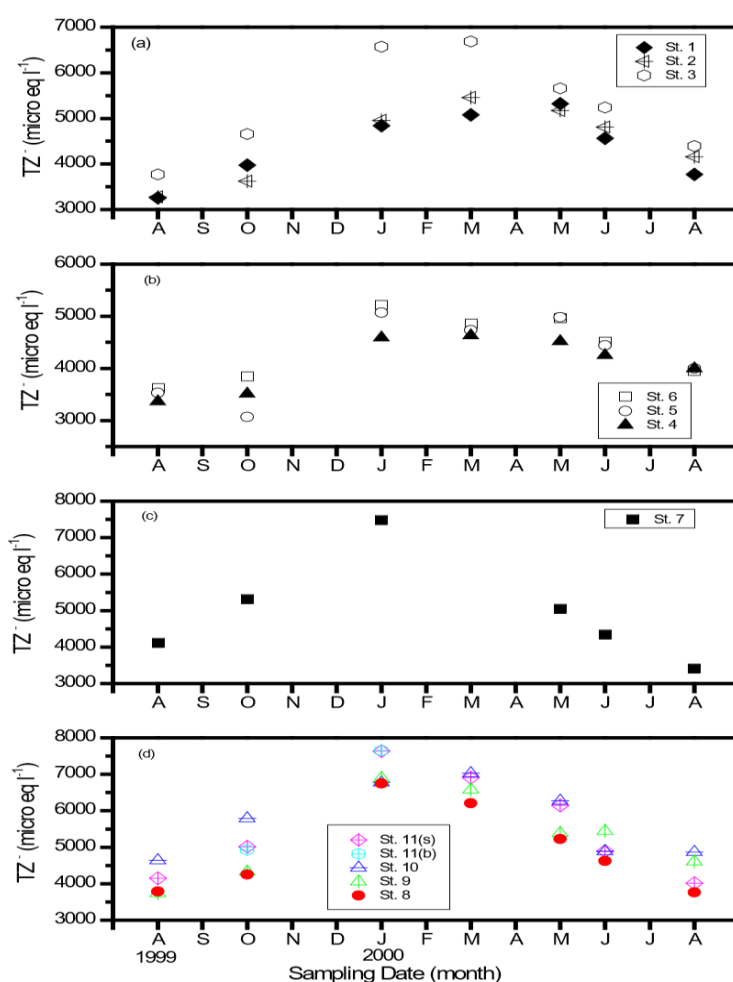 (a)
St. 1
St. 2
St. 3
7000
6000
5000
4000
3000
TZ⁻ (micro eq l⁻¹)
A S O N D J F M A M J J A
(b)
St. 6
St. 5
St. 4
6000
5000
4000
3000
TZ⁻ (micro eq l⁻¹)
A S O N D J F M A M J J A
(c)
St. 7
8000
7000
6000
5000
4000
3000
TZ⁻ (micro eq l⁻¹)
A S O N D J F M A M J J A
(d)
St. 11(s)
St. 11(b)
St. 10
St. 9
St. 8
8000
7000
6000
5000
4000
3000
TZ⁻ (micro eq l⁻¹)
A S O N D J F M A M J J A
1999 2000
Sampling Date (month)